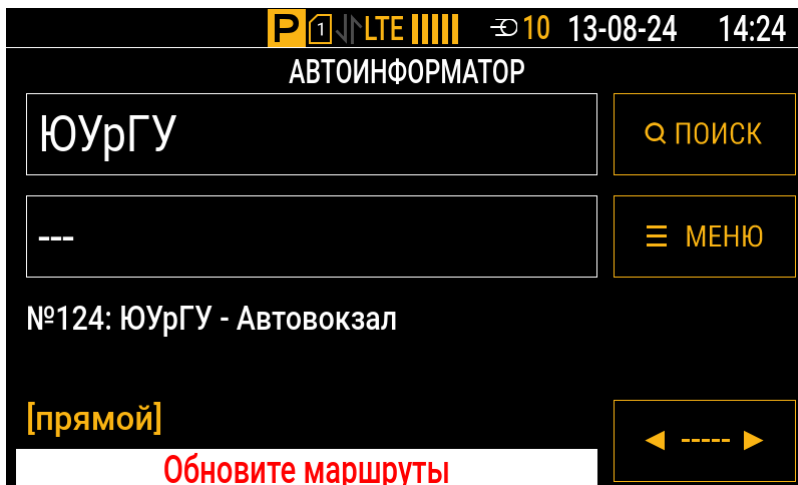 P 1 LTE 10 13-08-24 14:24
АВТОИНФОРМАТОР
ЮУрГУ
ПОИСК
---
МЕНЮ
№124: ЮУрГУ - Автовокзал
[прямой]
◄ ----- ►
Обновите маршруты